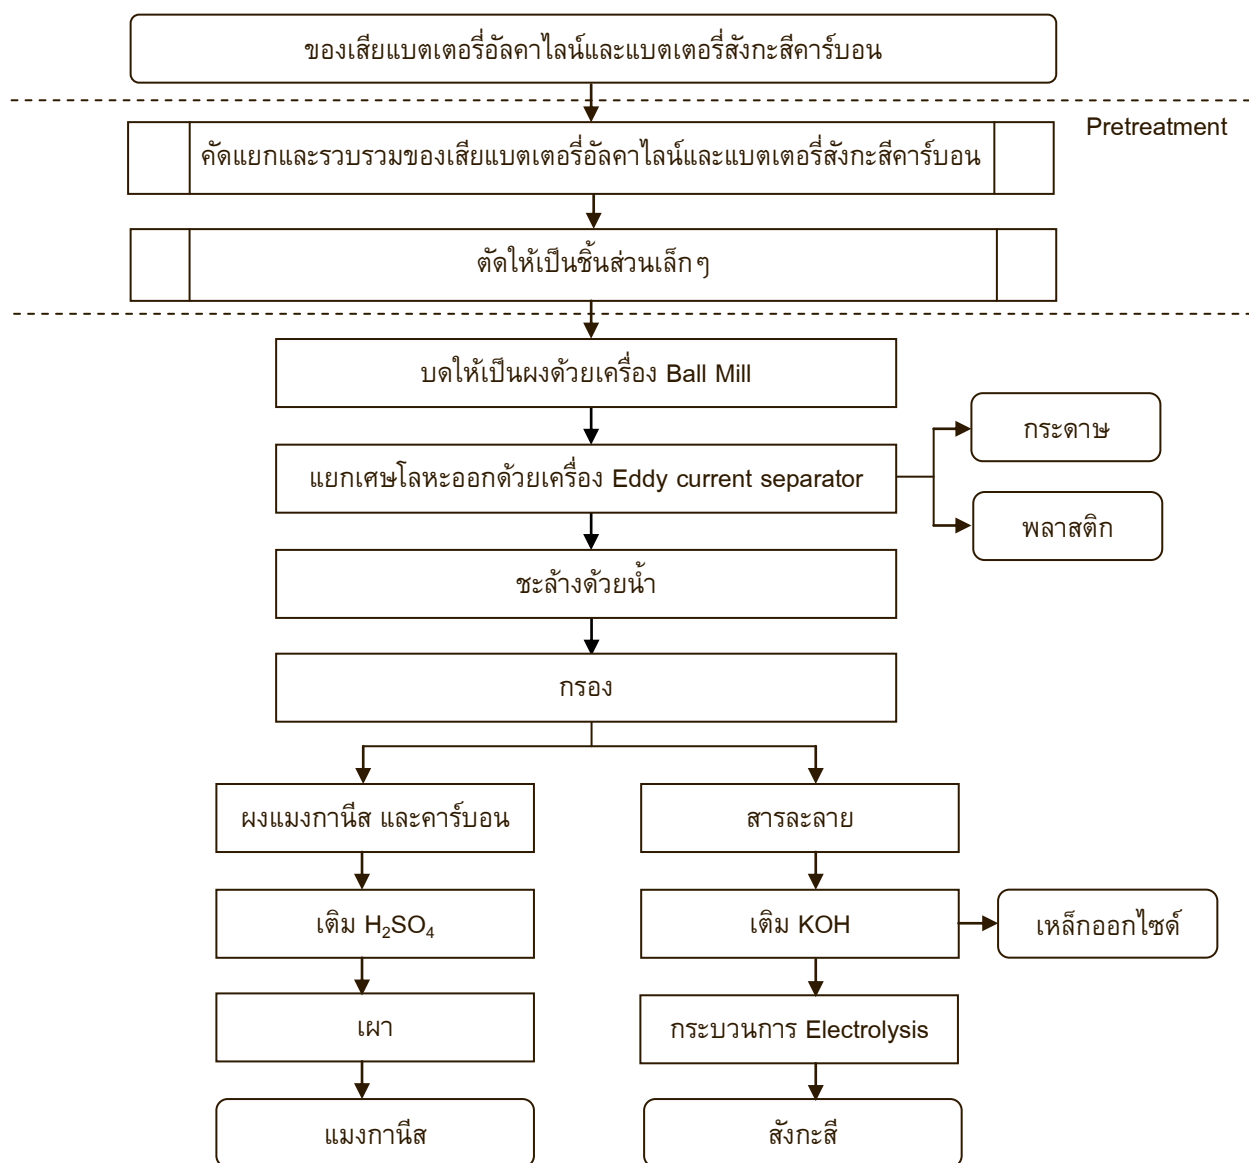 ของเสียแบตเตอรี่อัลคาไลน์และแบตเตอรี่สังกะสีคาร์บอน
Pretreatment
คัดแยกและรวบรวมของเสียแบตเตอรี่อัลคาไลน์และแบตเตอรี่สังกะสีคาร์บอน
ตัดให้เป็นชิ้นส่วนเล็กๆ
บดให้เป็นผงด้วยเครื่อง Ball Mill
กระดาษ
แยกเศษโลหะออกด้วยเครื่อง Eddy current separator
พลาสติก
ชะล้างด้วยน้ำ
กรอง
ผงแมงกานีส และคาร์บอน
สารละลาย
เติม H₂SO₄
เติม KOH
เหล็กออกไซด์
เผา
กระบวนการ Electrolysis
แมงกานีส
สังกะสี